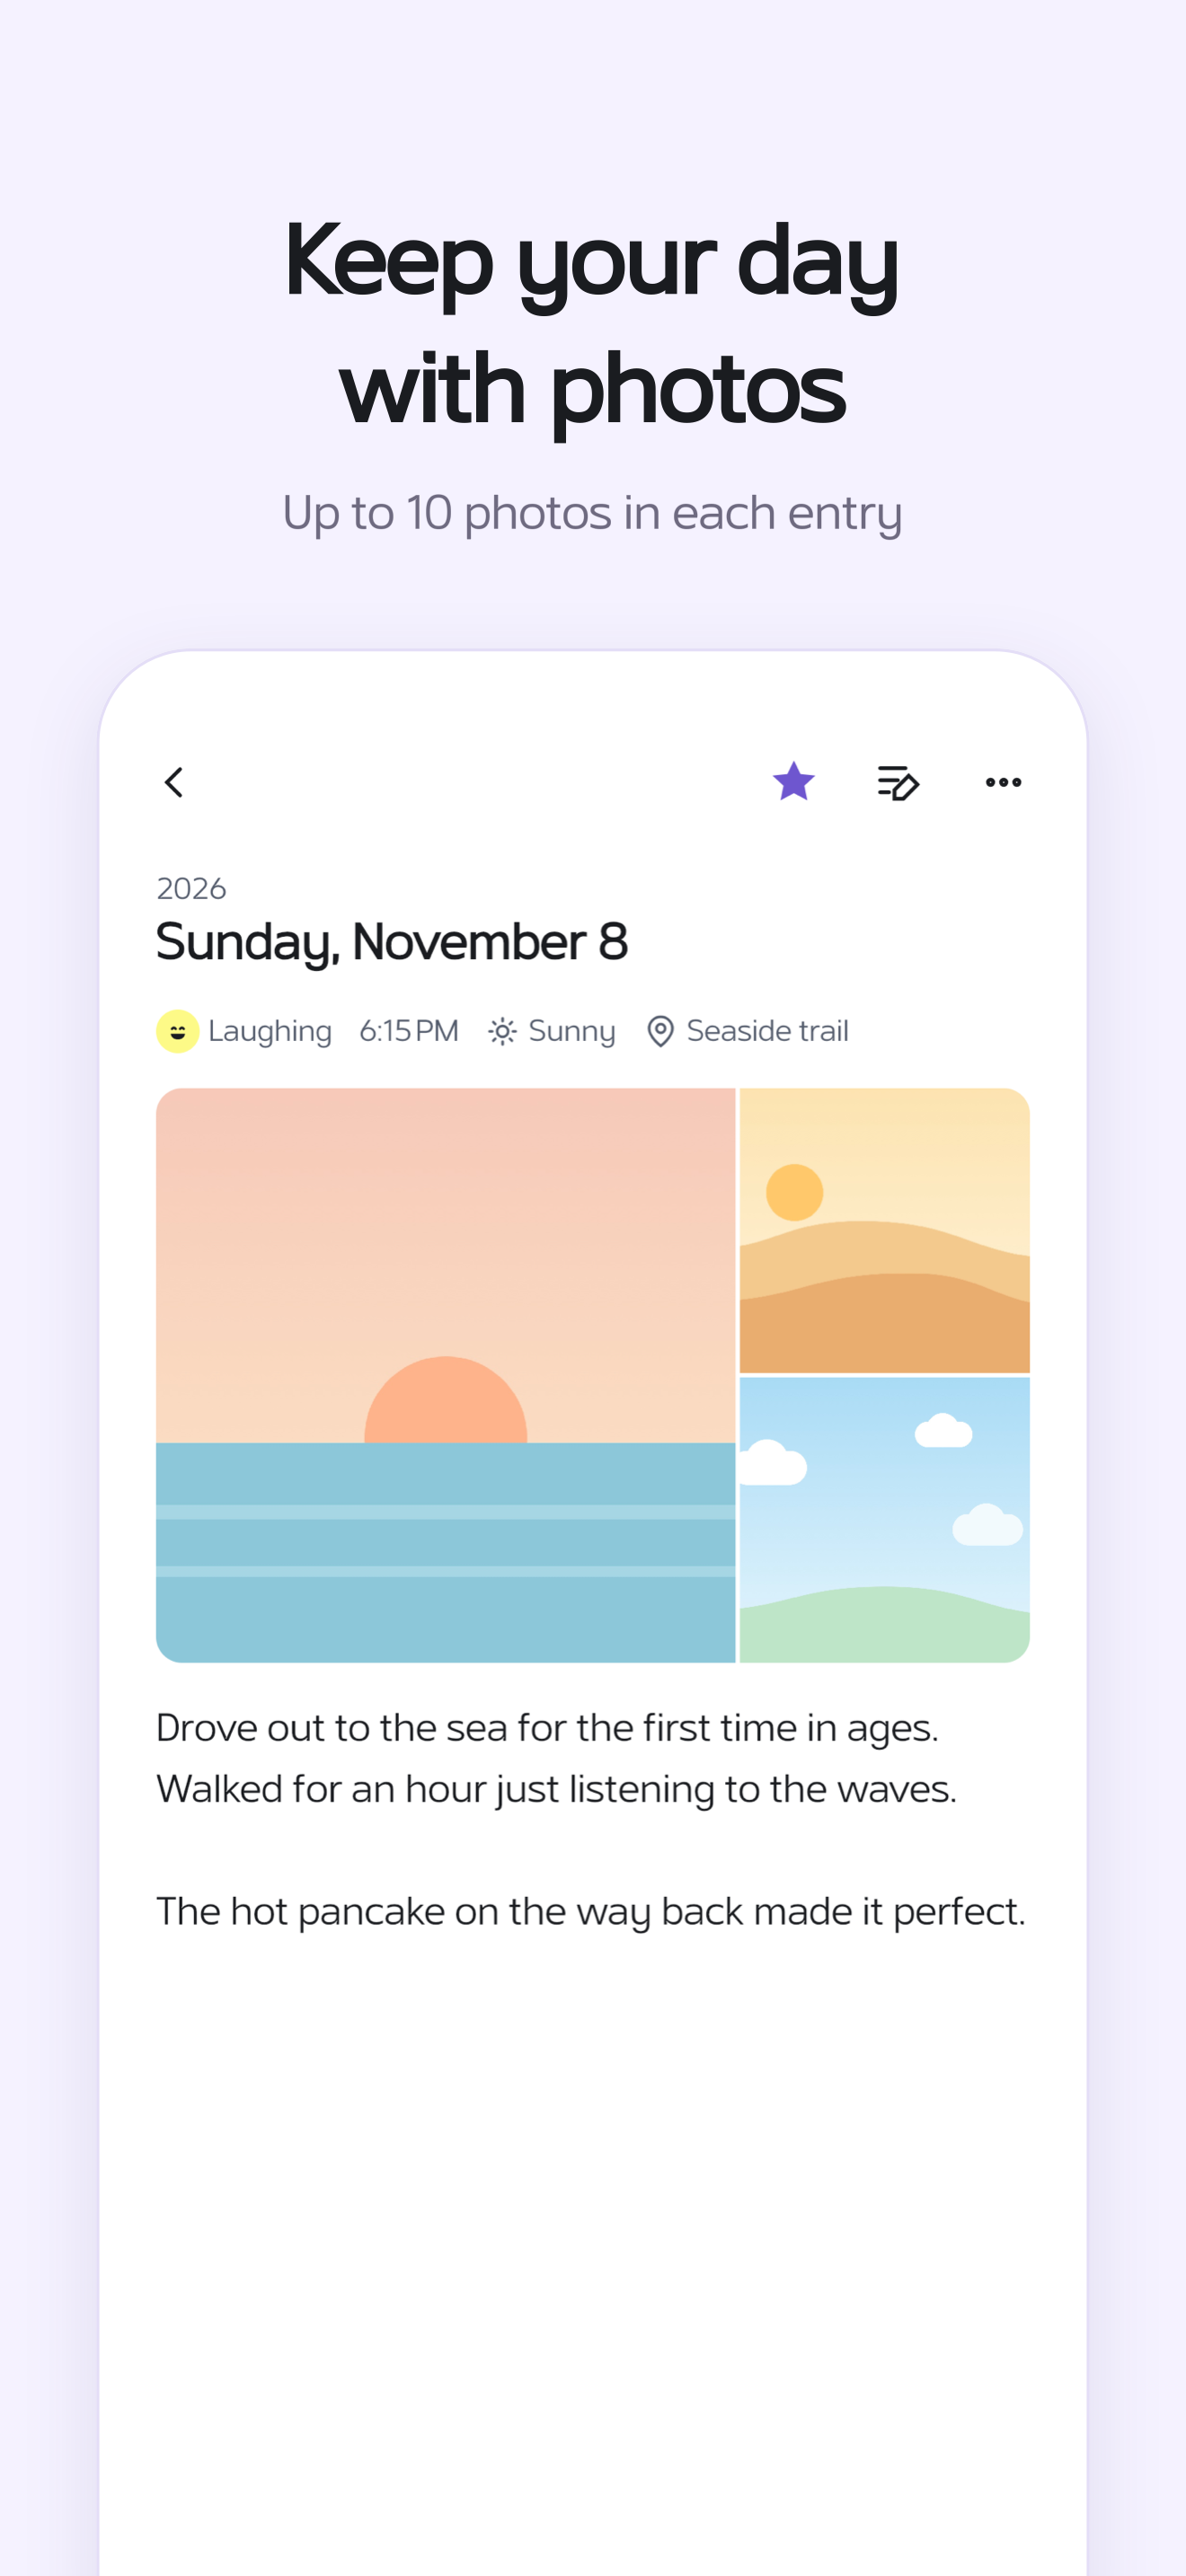 Keep your day
with photos
Up to 10 photos in each entry
2026
Sunday, November 8
Laughing 6:15 PM Sunny Seaside trail
Drove out to the sea for the first time in ages.
Walked for an hour just listening to the waves.
The hot pancake on the way back made it perfect.